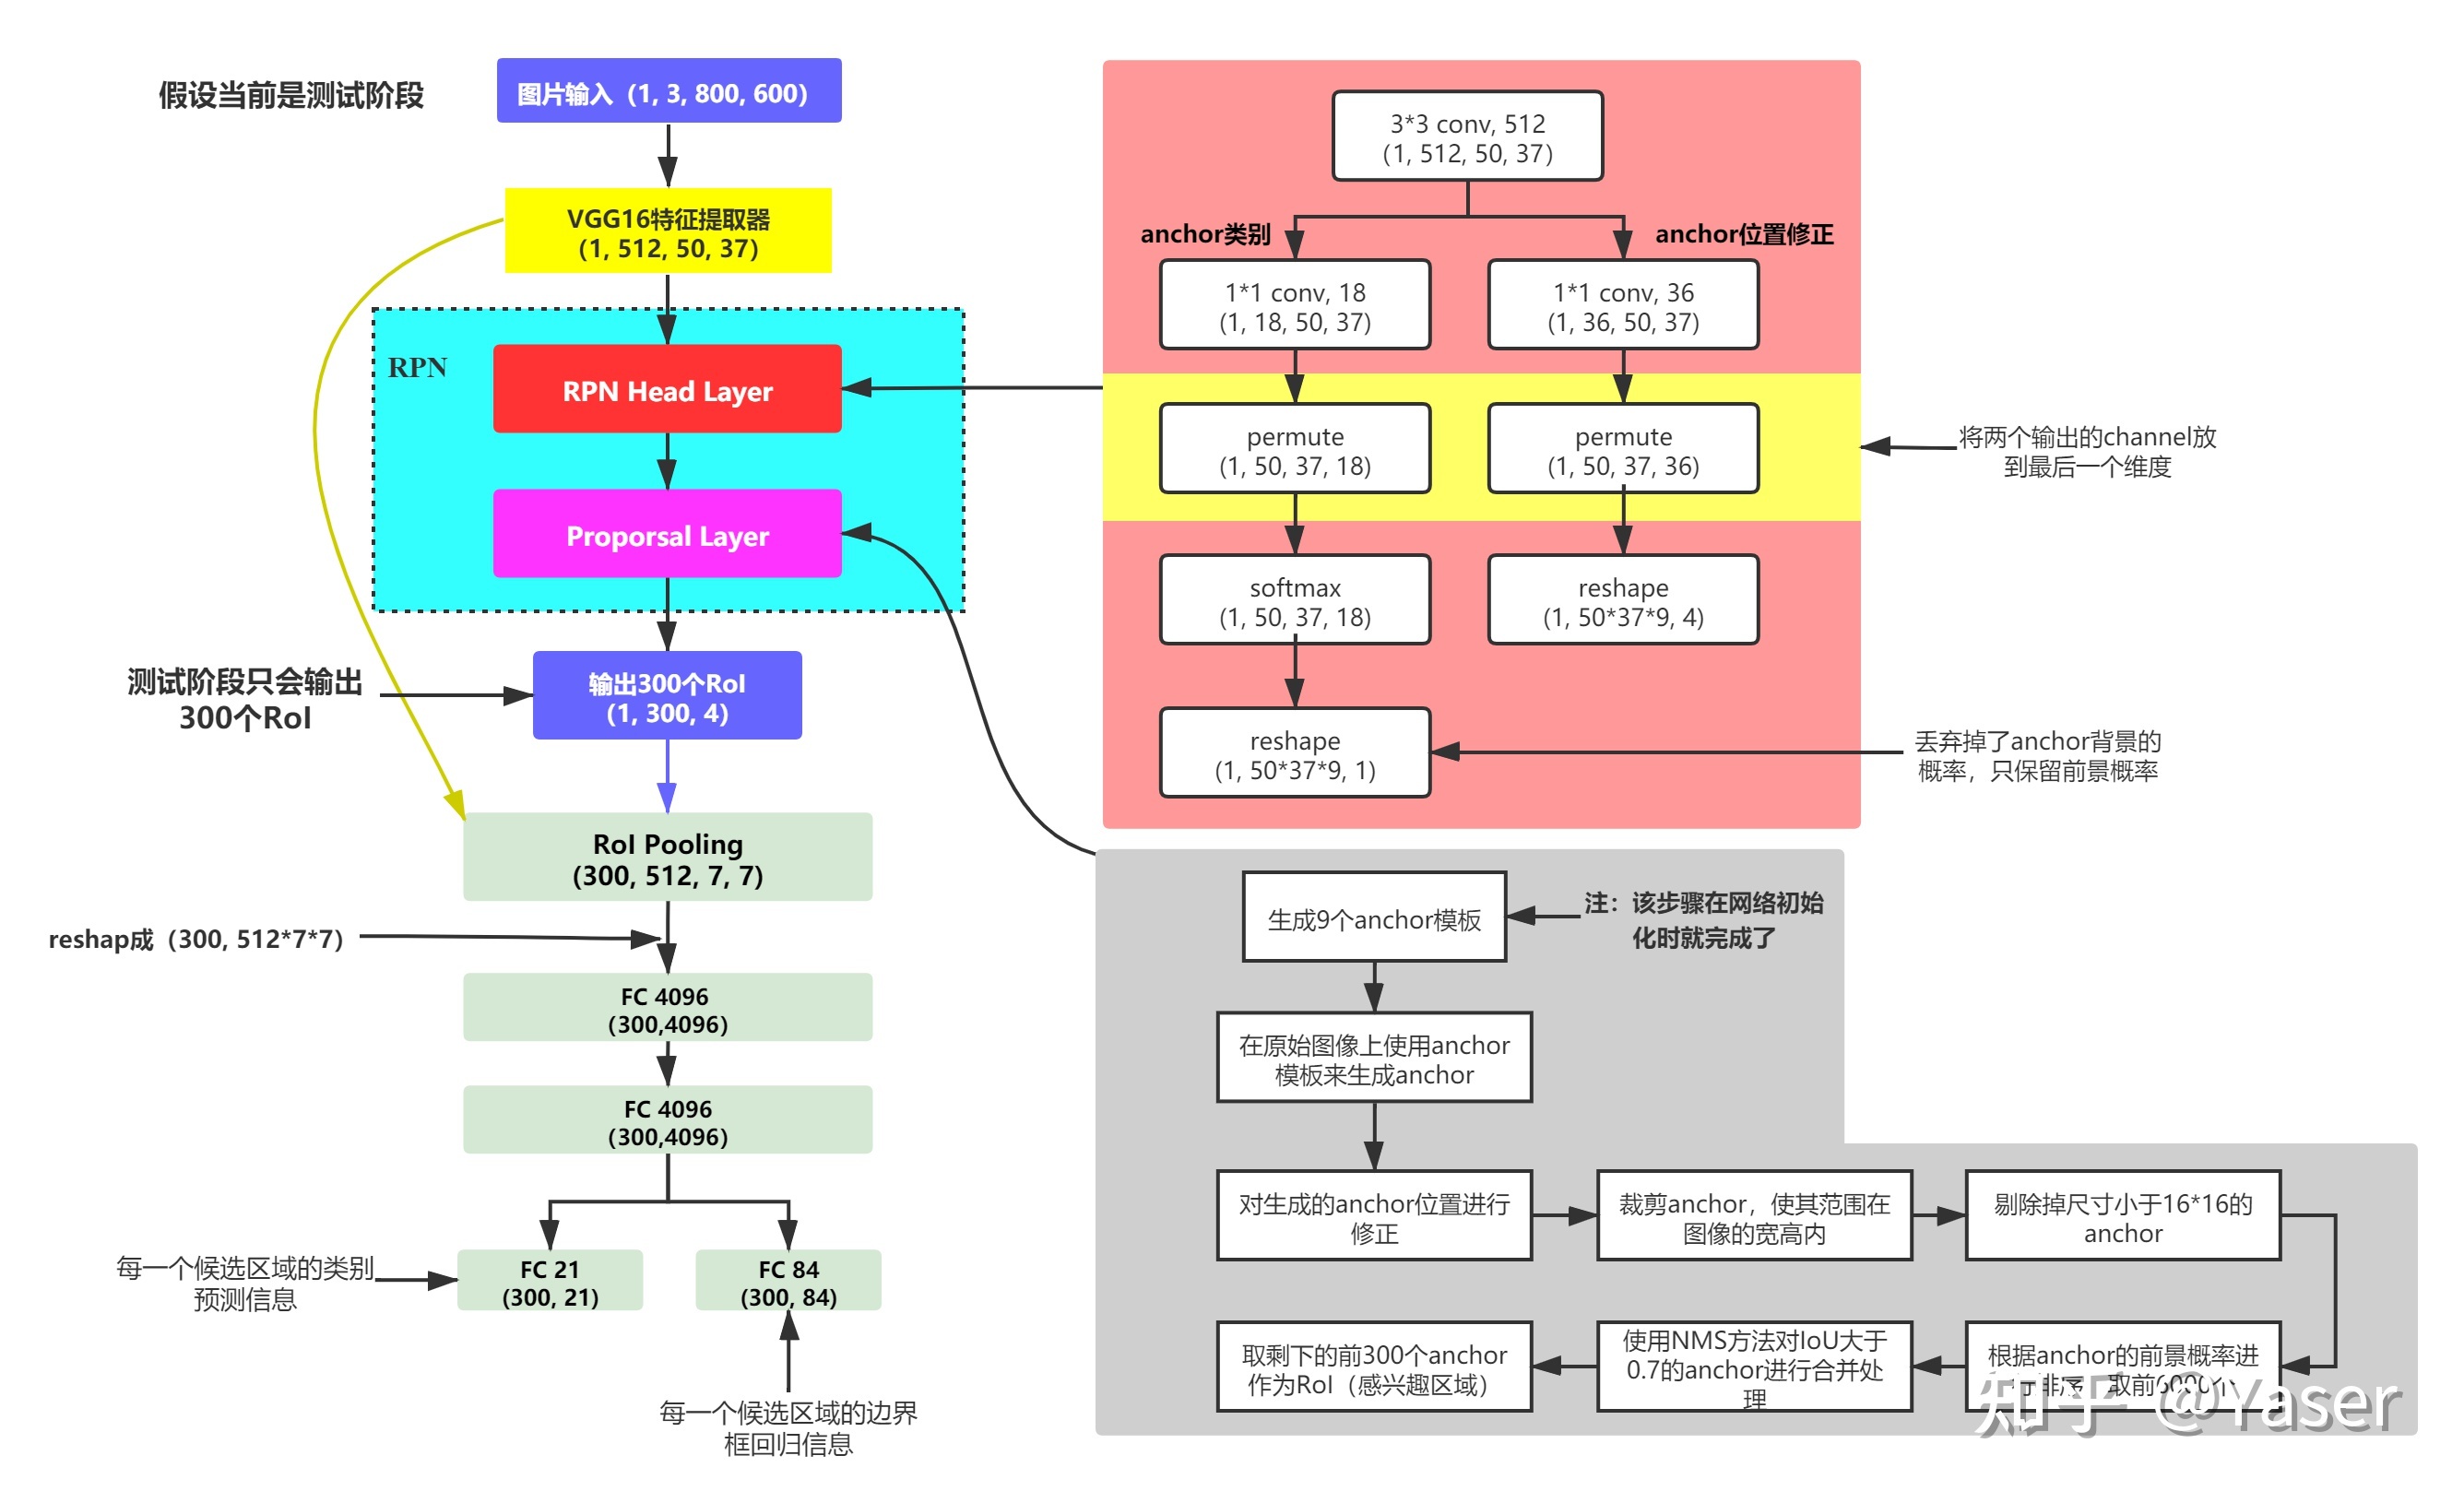 假设当前是测试阶段
图片输入（1, 3, 800, 600）
VGG16特征提取器
（1, 512, 50, 37）
RPN
RPN Head Layer
Proporsal Layer
测试阶段只会输出
300个RoI
输出300个RoI
(1, 300, 4)
RoI Pooling
(300, 512, 7, 7)
reshap成（300, 512*7*7）
FC 4096
（300,4096）
FC 4096
（300,4096）
每一个候选区域的类别
预测信息
FC 21
(300, 21)
FC 84
(300, 84)
每一个候选区域的边界
框回归信息
3*3 conv, 512
（1, 512, 50, 37）
anchor类别
anchor位置修正
1*1 conv, 18
(1, 18, 50, 37)
1*1 conv, 36
(1, 36, 50, 37)
permute
(1, 50, 37, 18)
permute
(1, 50, 37, 36)
将两个输出的channel放
到最后一个维度
softmax
(1, 50, 37, 18)
reshape
(1, 50*37*9, 4)
reshape
(1, 50*37*9, 1)
丢弃掉了anchor背景的
概率，只保留前景概率
生成9个anchor模板
注：该步骤在网络初始
化时就完成了
在原始图像上使用anchor
模板来生成anchor
对生成的anchor位置进行
修正
裁剪anchor，使其范围在
图像的宽高内
剔除掉尺寸小于16*16的
anchor
根据anchor的前景概率进
行排序，取前6000个
使用NMS方法对IoU大于
0.7的anchor进行合并处
理
取剩下的前300个anchor
作为RoI（感兴趣区域）
知乎 @Yaser